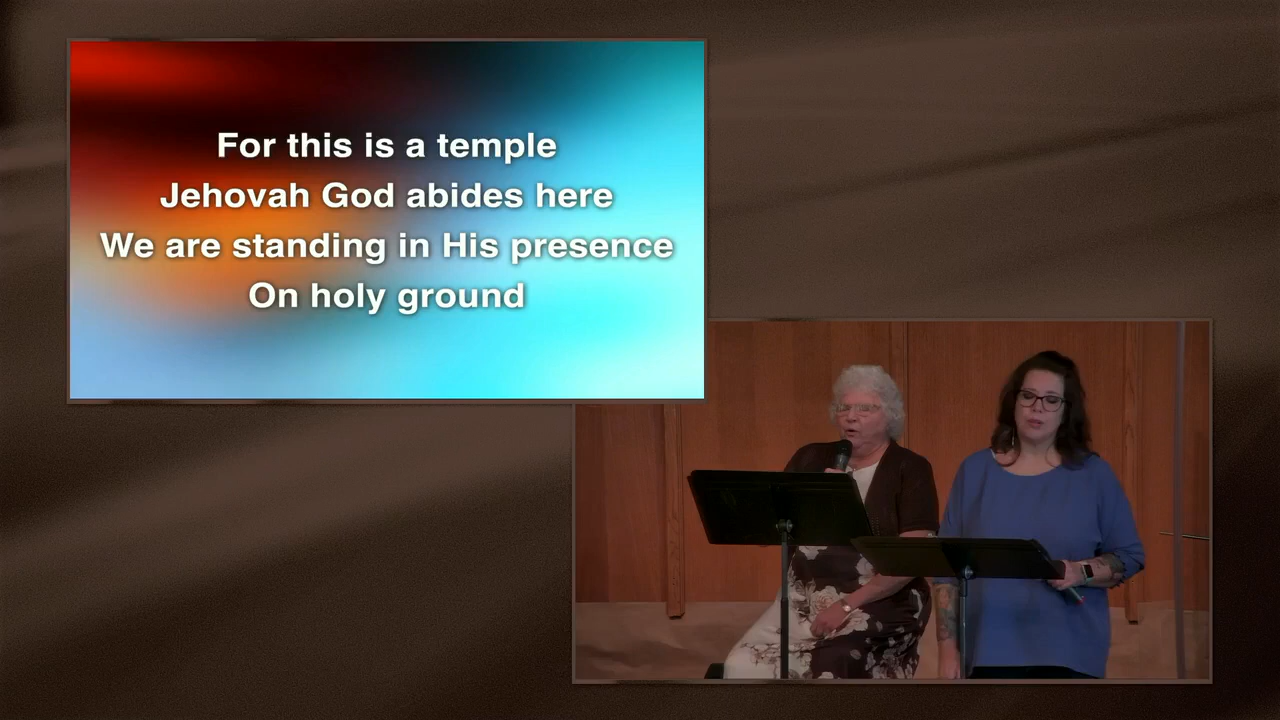 For this is a temple
Jehovah God abides here
We are standing in His presence
On holy ground